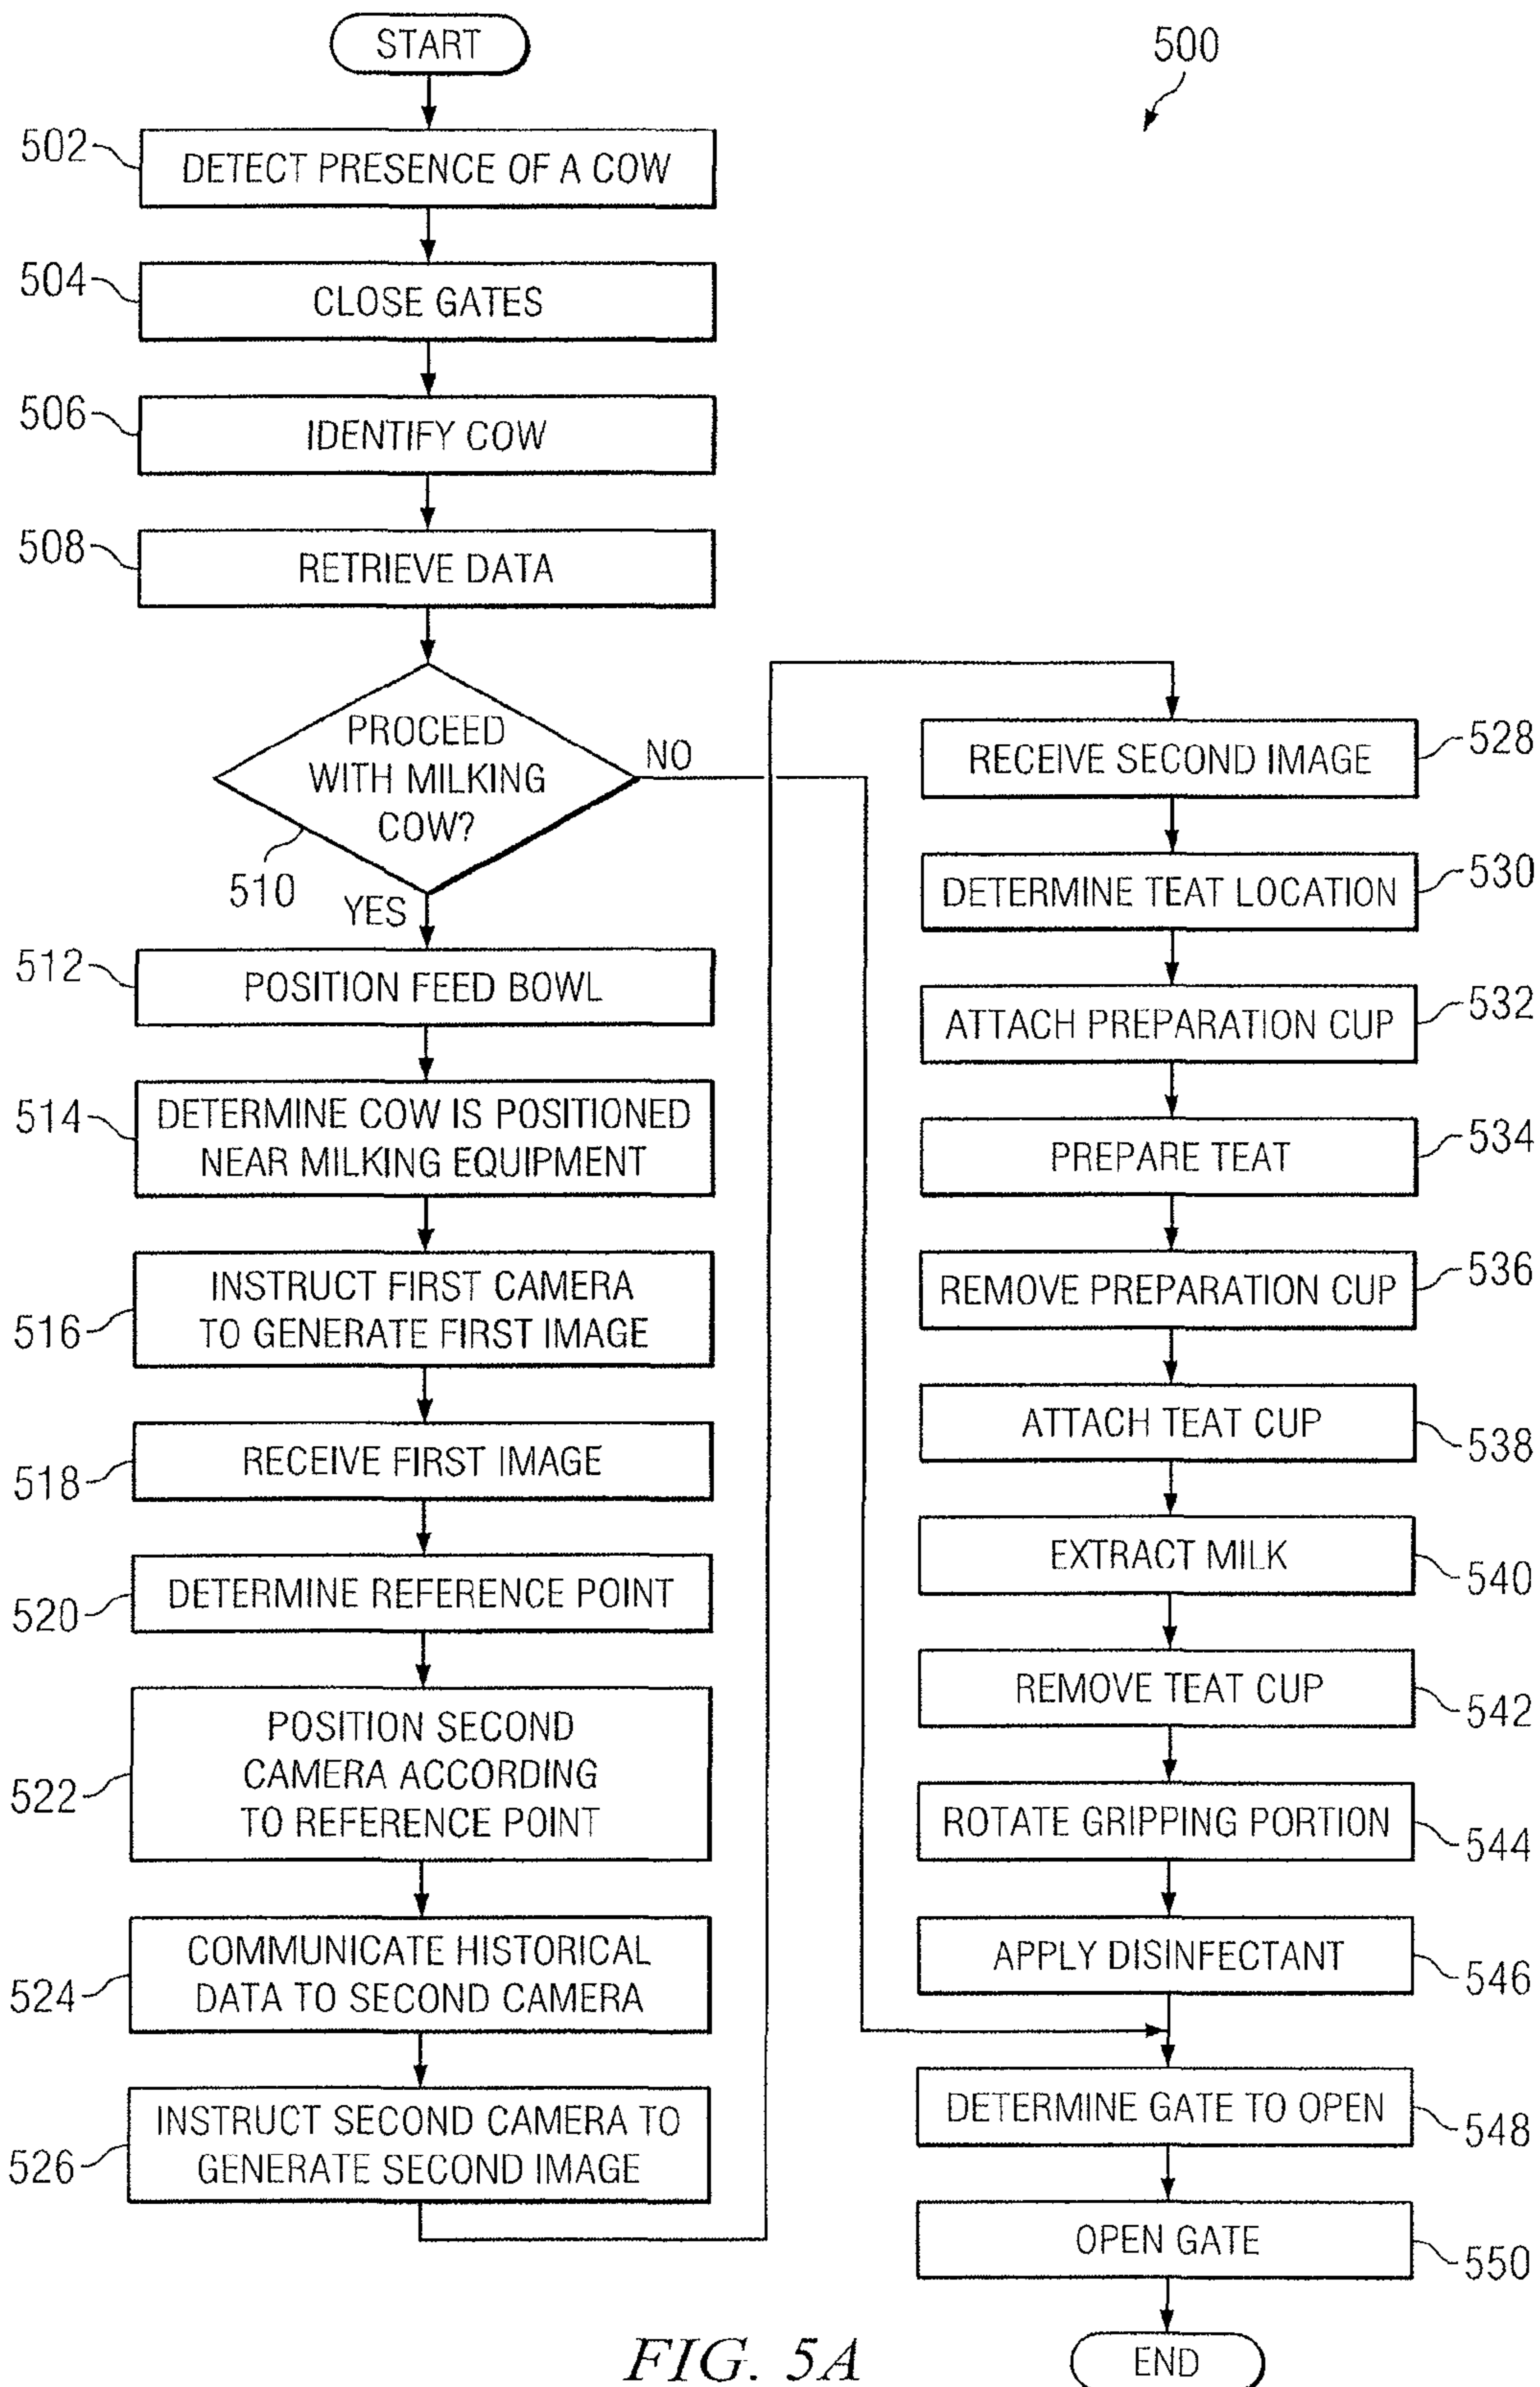 START
500
502
DETECT PRESENCE OF A COW
504
CLOSE GATES
506
IDENTIFY COW
508
RETRIEVE DATA
PROCEED
WITH MILKING
COW?
NO
510
YES
512
POSITION FEED BOWL
514
DETERMINE COW IS POSITIONED
NEAR MILKING EQUIPMENT
516
INSTRUCT FIRST CAMERA
TO GENERATE FIRST IMAGE
518
RECEIVE FIRST IMAGE
520
DETERMINE REFERENCE POINT
522
POSITION SECOND
CAMERA ACCORDING
TO REFERENCE POINT
524
COMMUNICATE HISTORICAL
DATA TO SECOND CAMERA
526
INSTRUCT SECOND CAMERA TO
GENERATE SECOND IMAGE
RECEIVE SECOND IMAGE
528
DETERMINE TEAT LOCATION
530
ATTACH PREPARATION CUP
532
PREPARE TEAT
534
REMOVE PREPARATION CUP
536
ATTACH TEAT CUP
538
EXTRACT MILK
540
REMOVE TEAT CUP
542
ROTATE GRIPPING PORTION
544
APPLY DISINFECTANT
546
DETERMINE GATE TO OPEN
548
OPEN GATE
550
END
FIG. 5A